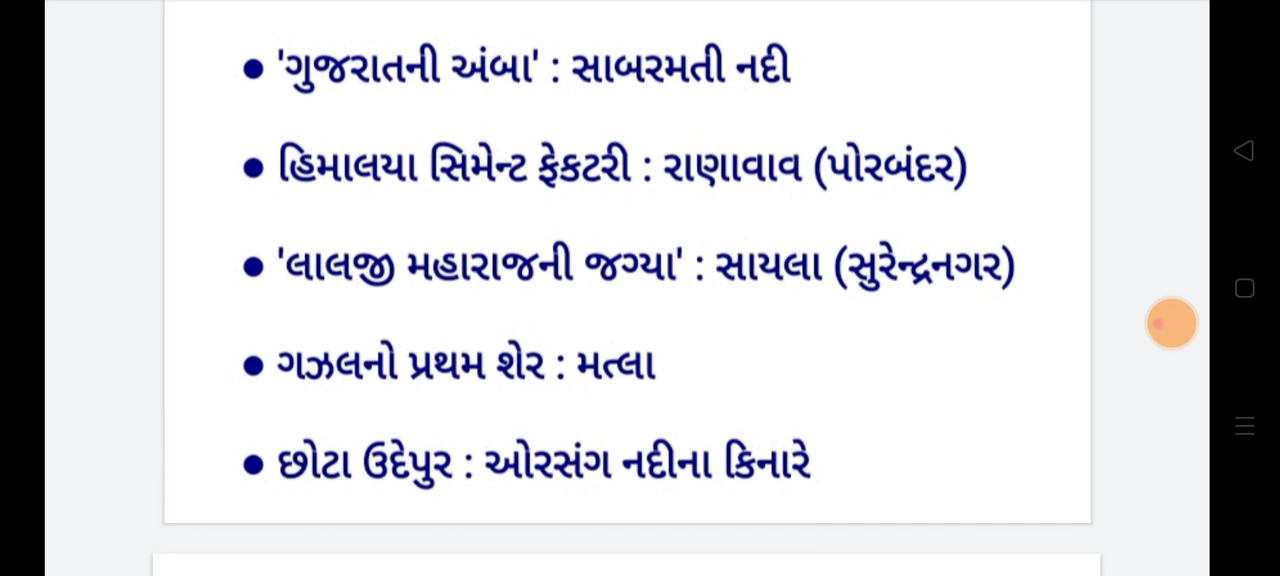 ● 'ગુજરાતની અંબા' : સાબરમતી નદી
● હિમાલયા સિમેન્ટ ફેકટરી : રાણાવાવ (પોરબંદર)
● 'લાલજી મહારાજની જગ્યા' : સાયલા (સુરેન્દ્રનગર)
● ગઝલનો પ્રથમ શેર : મત્લા
● છોટા ઉદેપુર : ઓરસંગ નદીના કિનારે